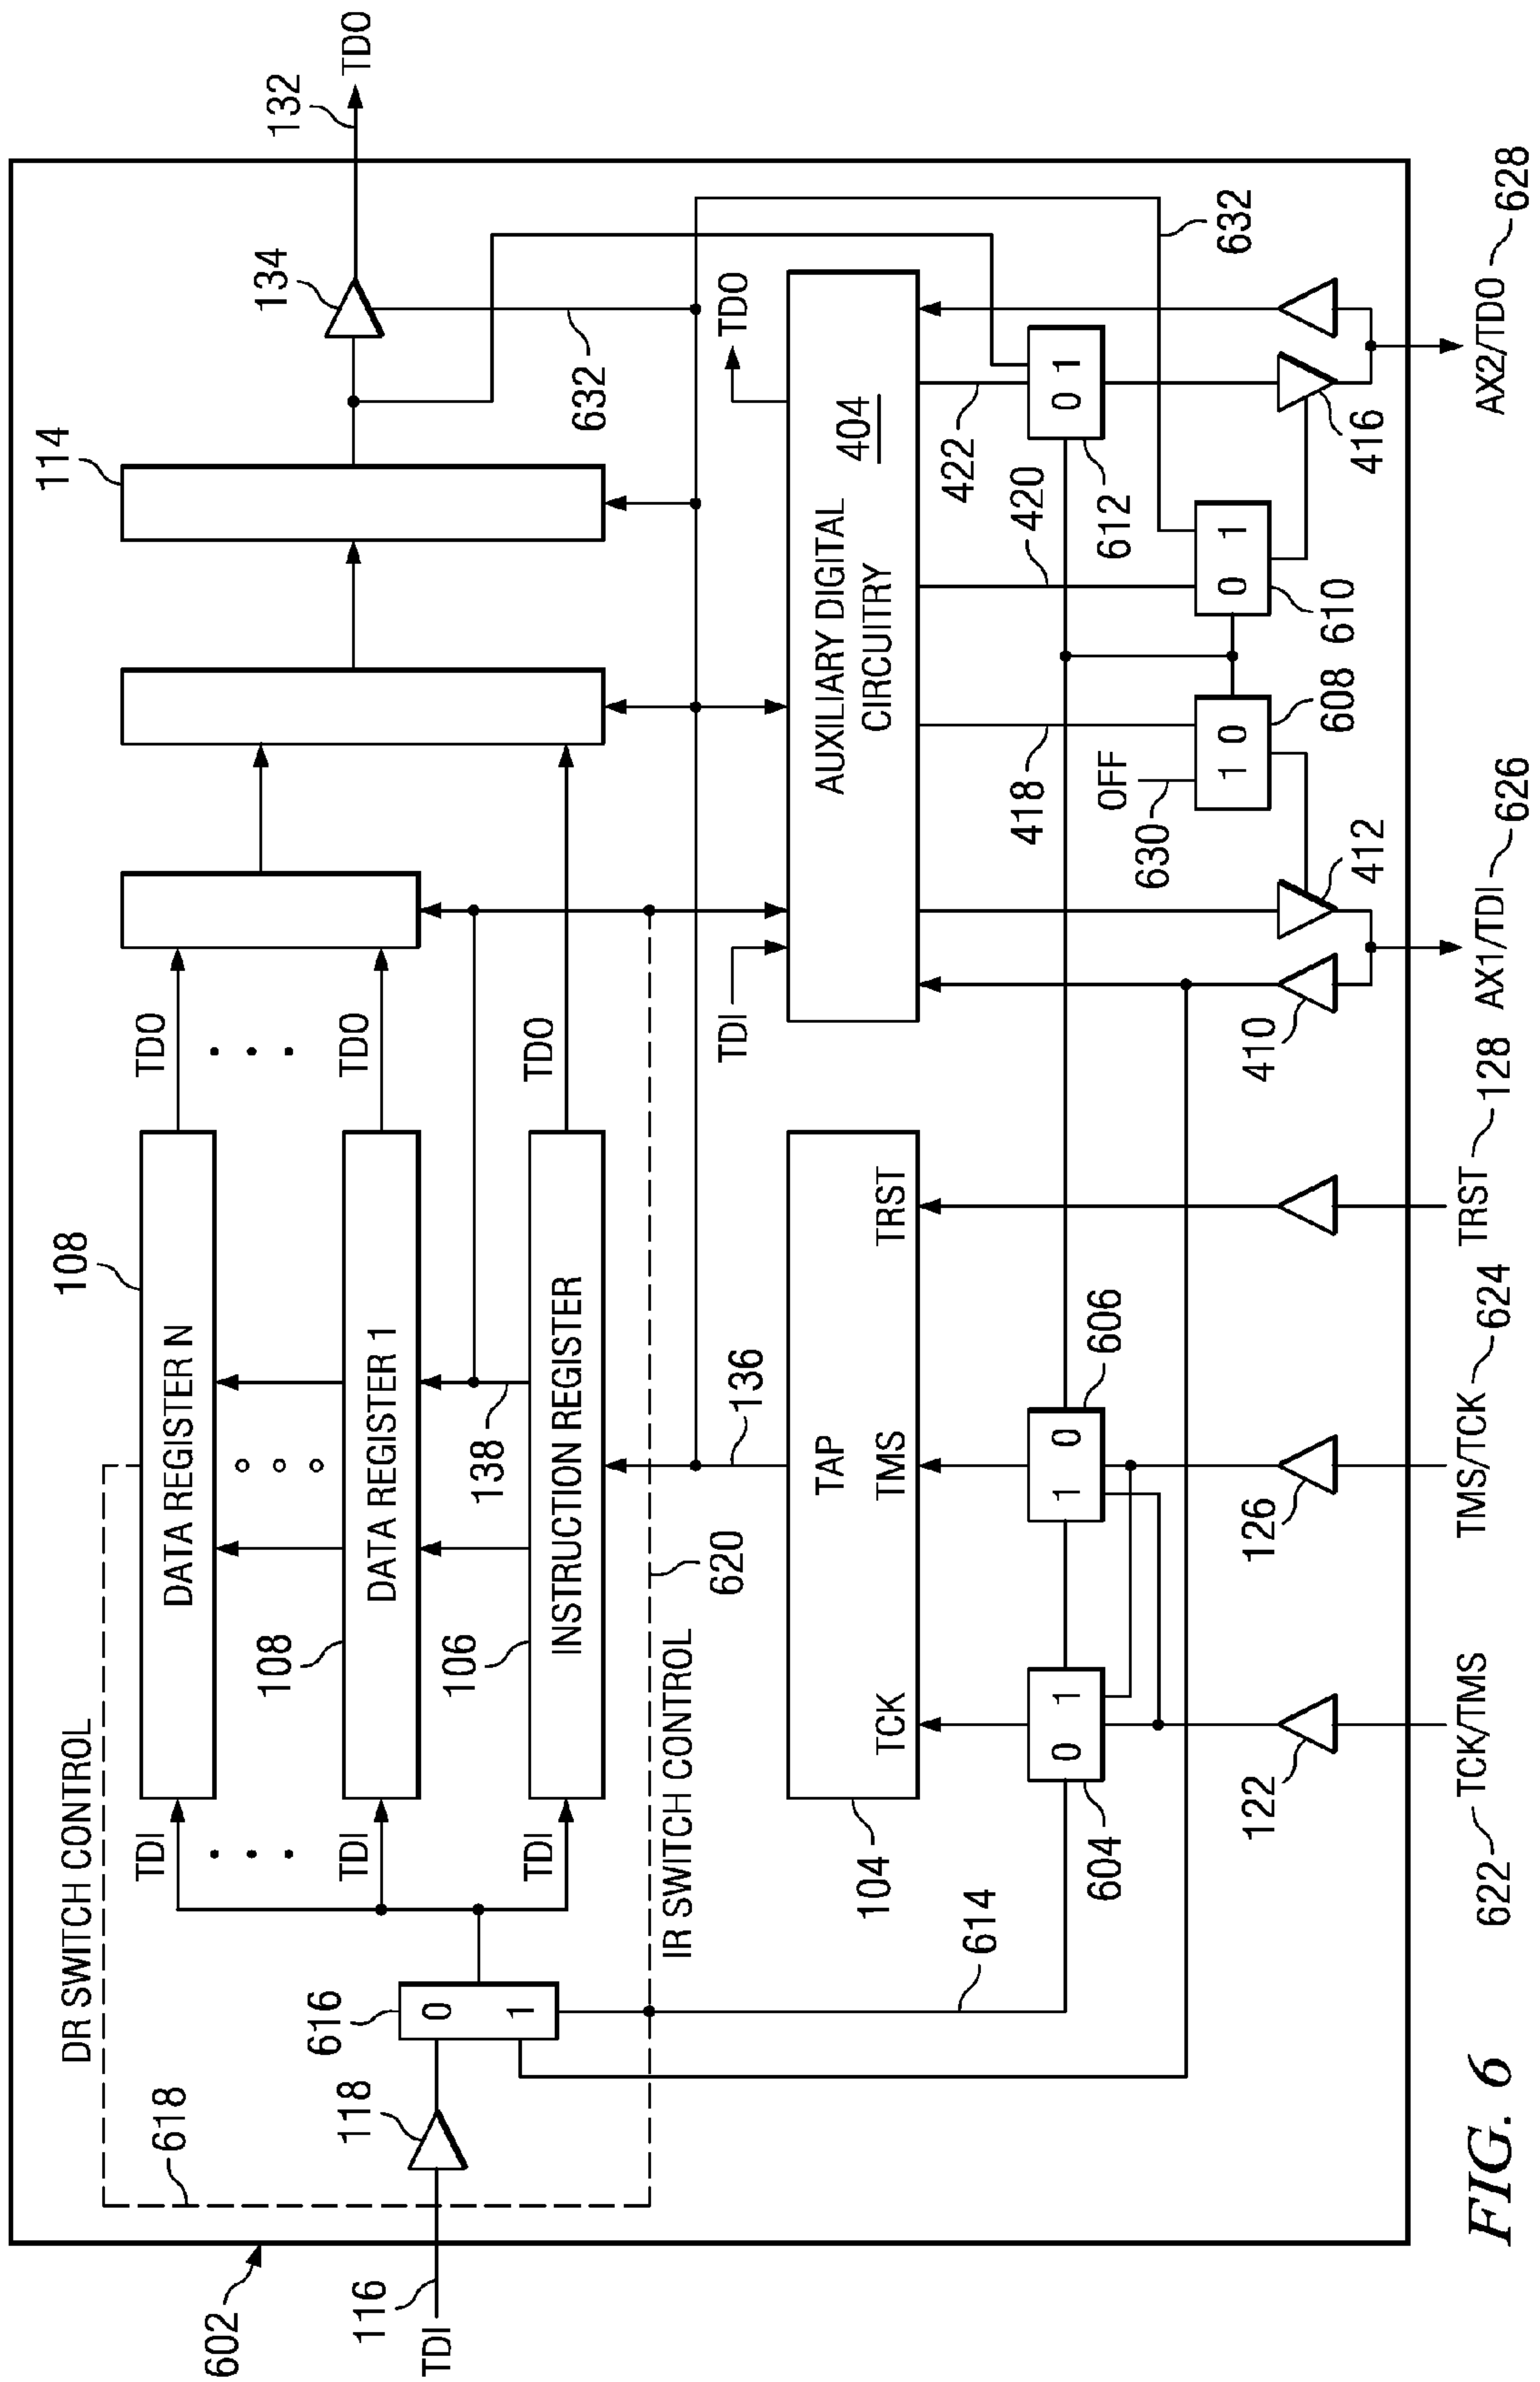 DR SWITCH CONTROL
618
602
TDI
116
118
616
0
1
TDI
TDI
TDI
108
DATA REGISTER N
108
DATA REGISTER 1
106
INSTRUCTION REGISTER
138
TDO
TDO
TDO
114
134
132
TDO
632
IR SWITCH CONTROL
620
136
614
104
TAP
TCK
TMS
TRST
TDI
AUXILIARY DIGITAL
CIRCUITRY
404
TDO
604
0 1
606
1 0
418
420
422
612
0 1
OFF
630
608
1 0
610
0 1
632
122
126
410
412
416
622
TCK/TMS
TMS/TCK
624
TRST
128
AX1/TDI
626
AX2/TDO
628
FIG. 6